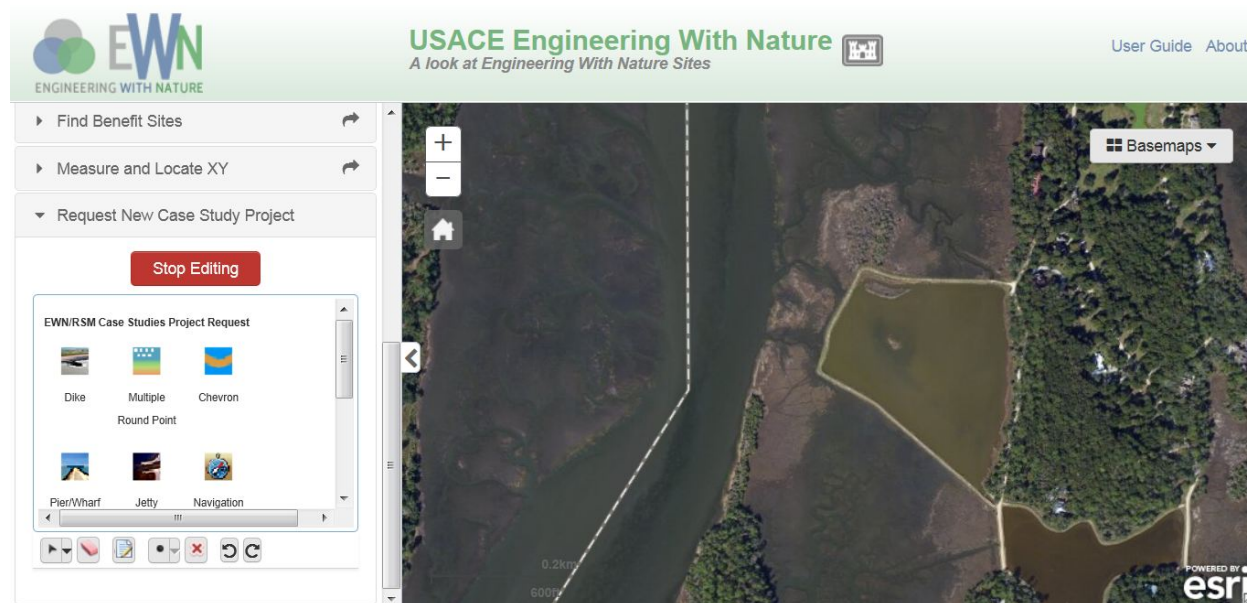 EWN
ENGINEERING WITH NATURE
USACE Engineering With Nature
A look at Engineering With Nature Sites
User Guide About
Find Benefit Sites
Measure and Locate XY
Request New Case Study Project
Stop Editing
EWN/RSM Case Studies Project Request
Dike Multiple Chevron
Round Point
Pier/Wharf Jetty Navigation
Basemaps
0.2km
600ft
POWERED BY
esri